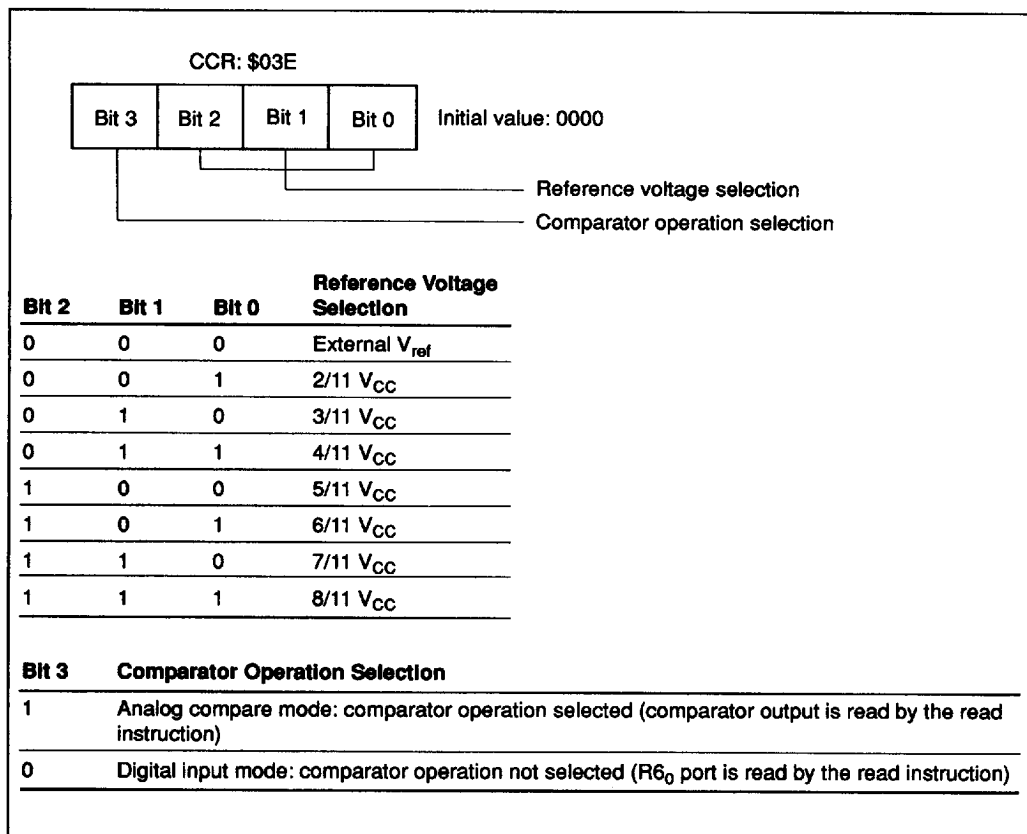 CCR: $03E
Bit 3 Bit 2 Bit 1 Bit 0 Initial value: 0000
Reference voltage selection
Comparator operation selection
Bit 2 Bit 1 Bit 0 Reference Voltage
Selection
0 0 0 External Vref
0 0 1 2/11 VCC
0 1 0 3/11 VCC
0 1 1 4/11 VCC
1 0 0 5/11 VCC
1 0 1 6/11 VCC
1 1 0 7/11 VCC
1 1 1 8/11 VCC
Bit 3 Comparator Operation Selection
1 Analog compare mode: comparator operation selected (comparator output is read by the read
instruction)
0 Digital input mode: comparator operation not selected (R60 port is read by the read instruction)